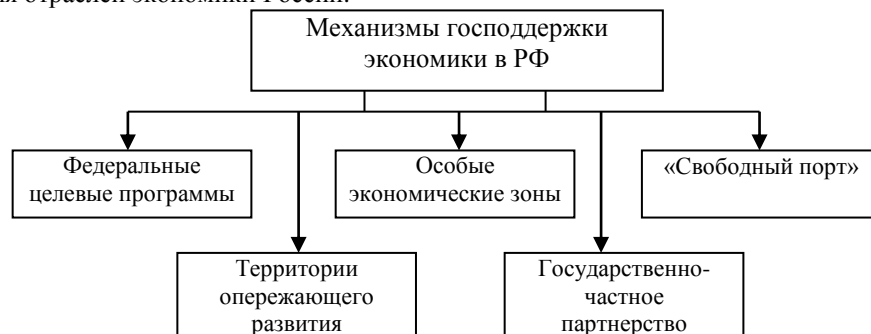 отраслей экономики России.
Механизмы господдержки
экономики в РФ
Федеральные
целевые программы
Особые
экономические зоны
«Свободный порт»
Территории
опережающего
развития
Государственно-
частное
партнерство